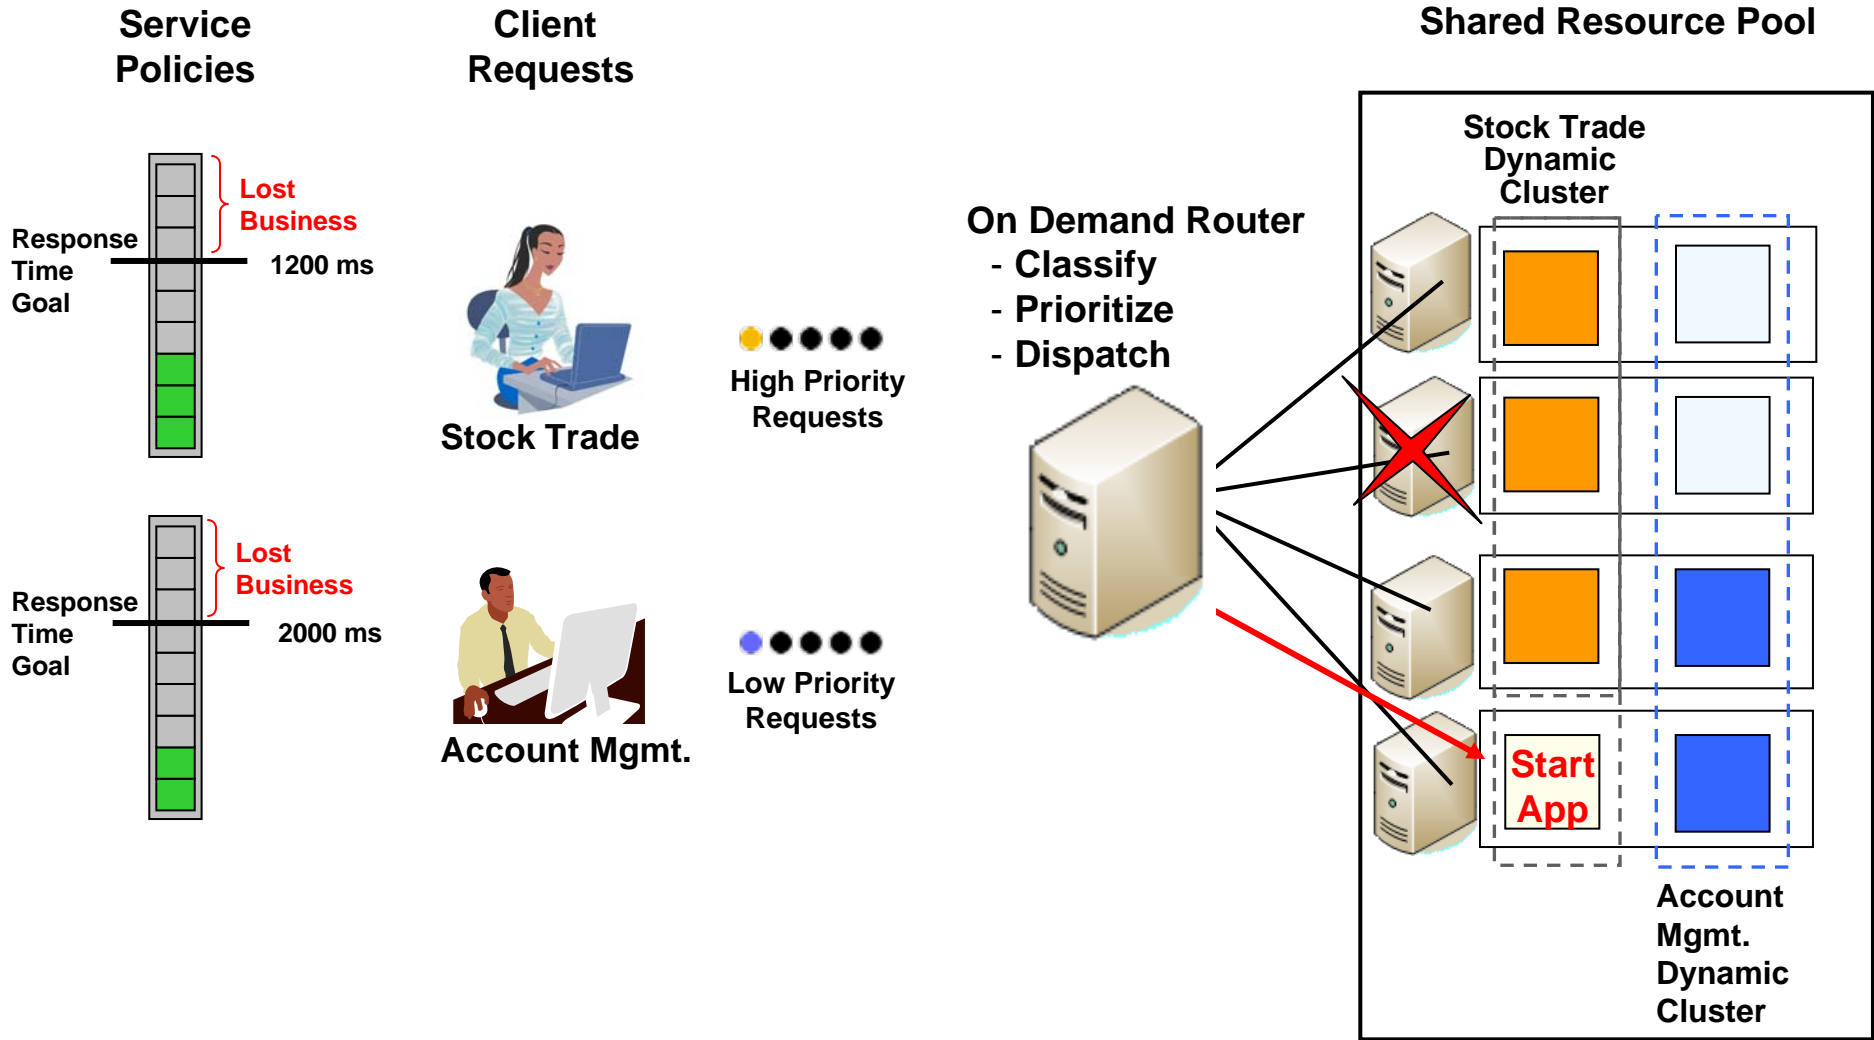 Service
Policies
Client
Requests
Shared Resource Pool
Lost
Business
Response
Time
Goal
1200 ms
Stock Trade
High Priority
Requests
Lost
Business
Response
Time
Goal
2000 ms
Account Mgmt.
Low Priority
Requests
On Demand Router
- Classify
- Prioritize
- Dispatch
Stock Trade
Dynamic
Cluster
Start
App
Account
Mgmt.
Dynamic
Cluster